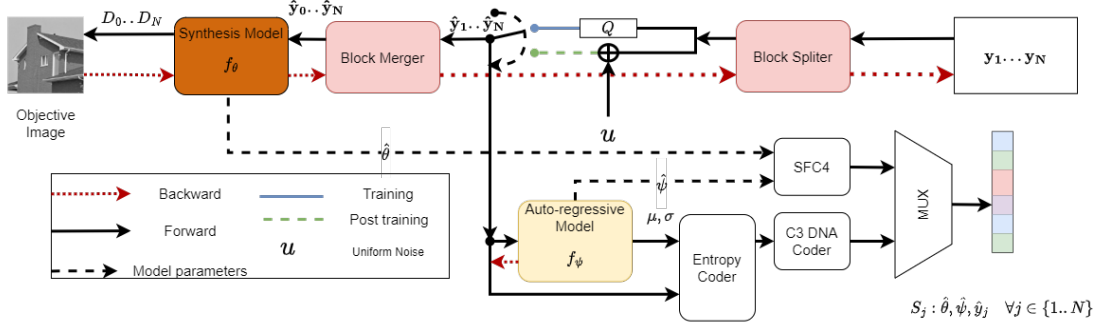 D₀..D_N
ŷ₀..ŷ_N
ŷ₁..ŷ_N
Synthesis Model
f_θ
Block Merger
Q
Block Spliter
y₁...y_N
Objective
Image
u
θ̂
ψ̂
SFC4
MUX
Backward
Training
Forward
Post training
u
Uniform Noise
Model parameters
Auto-regressive
Model
f_ψ
μ, σ
Entropy
Coder
C3 DNA
Coder
S_j : θ̂, ψ̂, ŷ_j ∀j ∈ {1..N}